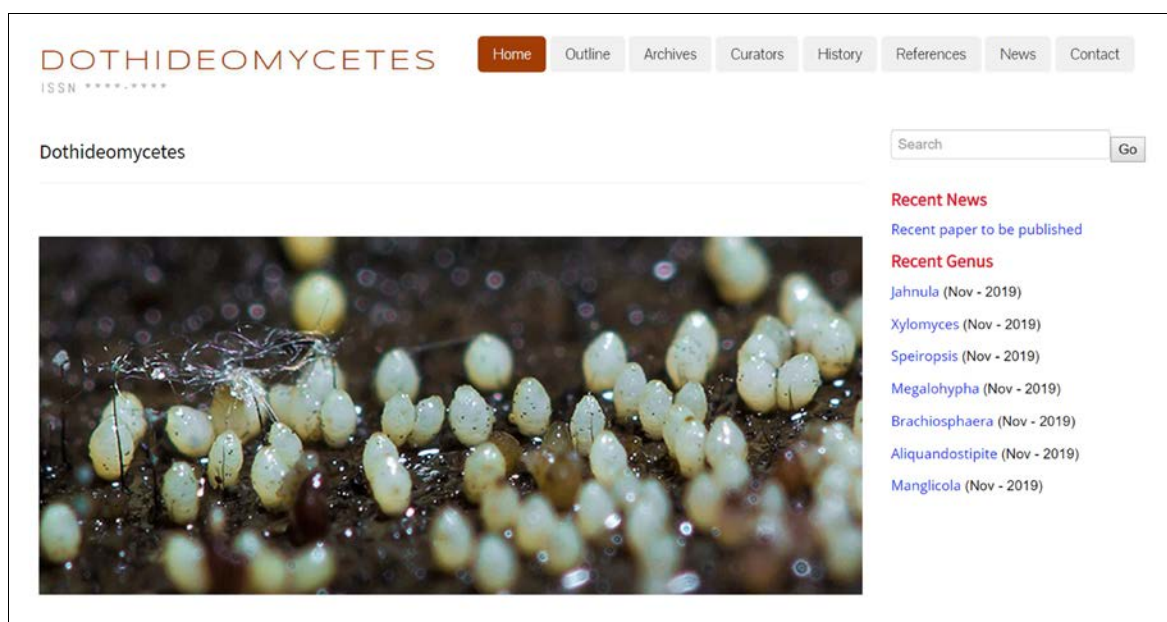 DOTHIDEOMYCETES
ISSN ****-****
Home Outline Archives Curators History References News Contact
Dothideomycetes
Search Go
Recent News
Recent paper to be published
Recent Genus
Jahnula (Nov - 2019)
Xylomyces (Nov - 2019)
Speiropsis (Nov - 2019)
Megalohypha (Nov - 2019)
Brachiosphaera (Nov - 2019)
Aliquandostipite (Nov - 2019)
Manglicola (Nov - 2019)